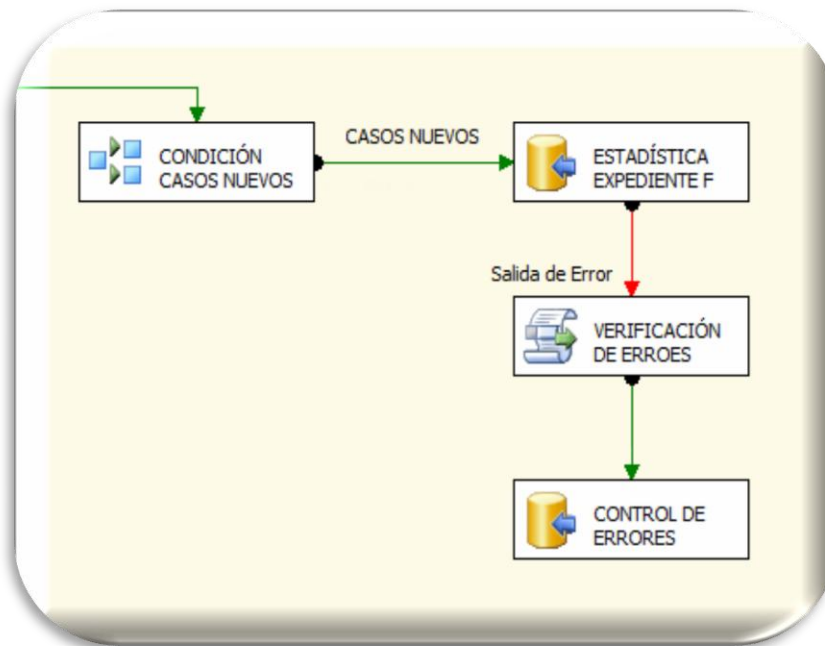 CONDICIÓN
CASOS NUEVOS
CASOS NUEVOS
ESTADÍSTICA
EXPEDIENTE F
Salida de Error
VERIFICACIÓN
DE ERROES
CONTROL DE
ERRORES